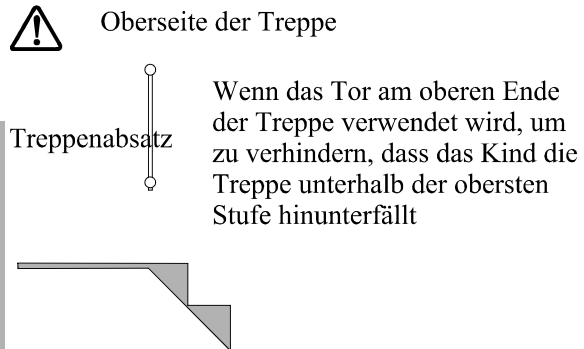 Oberseite der Treppe
Treppenabsatz
Wenn das Tor am oberen Ende
der Treppe verwendet wird, um
zu verhindern, dass das Kind die
Treppe unterhalb der obersten
Stufe hinunterfällt